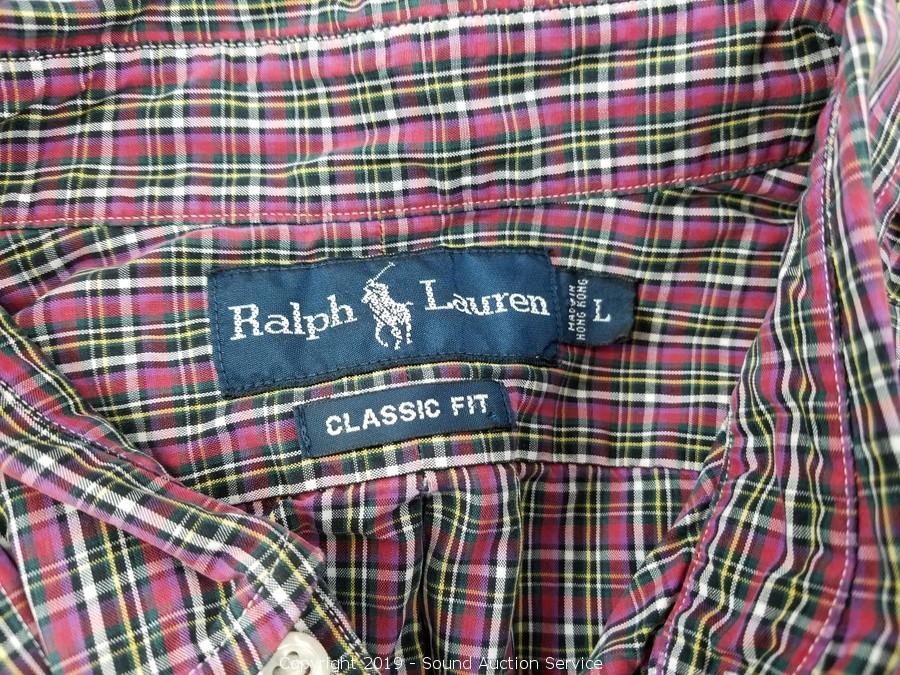 Ralph Lauren
MADE IN
HONG KONG
L
CLASSIC FIT
Copyright 2019 - Sound Auction Service